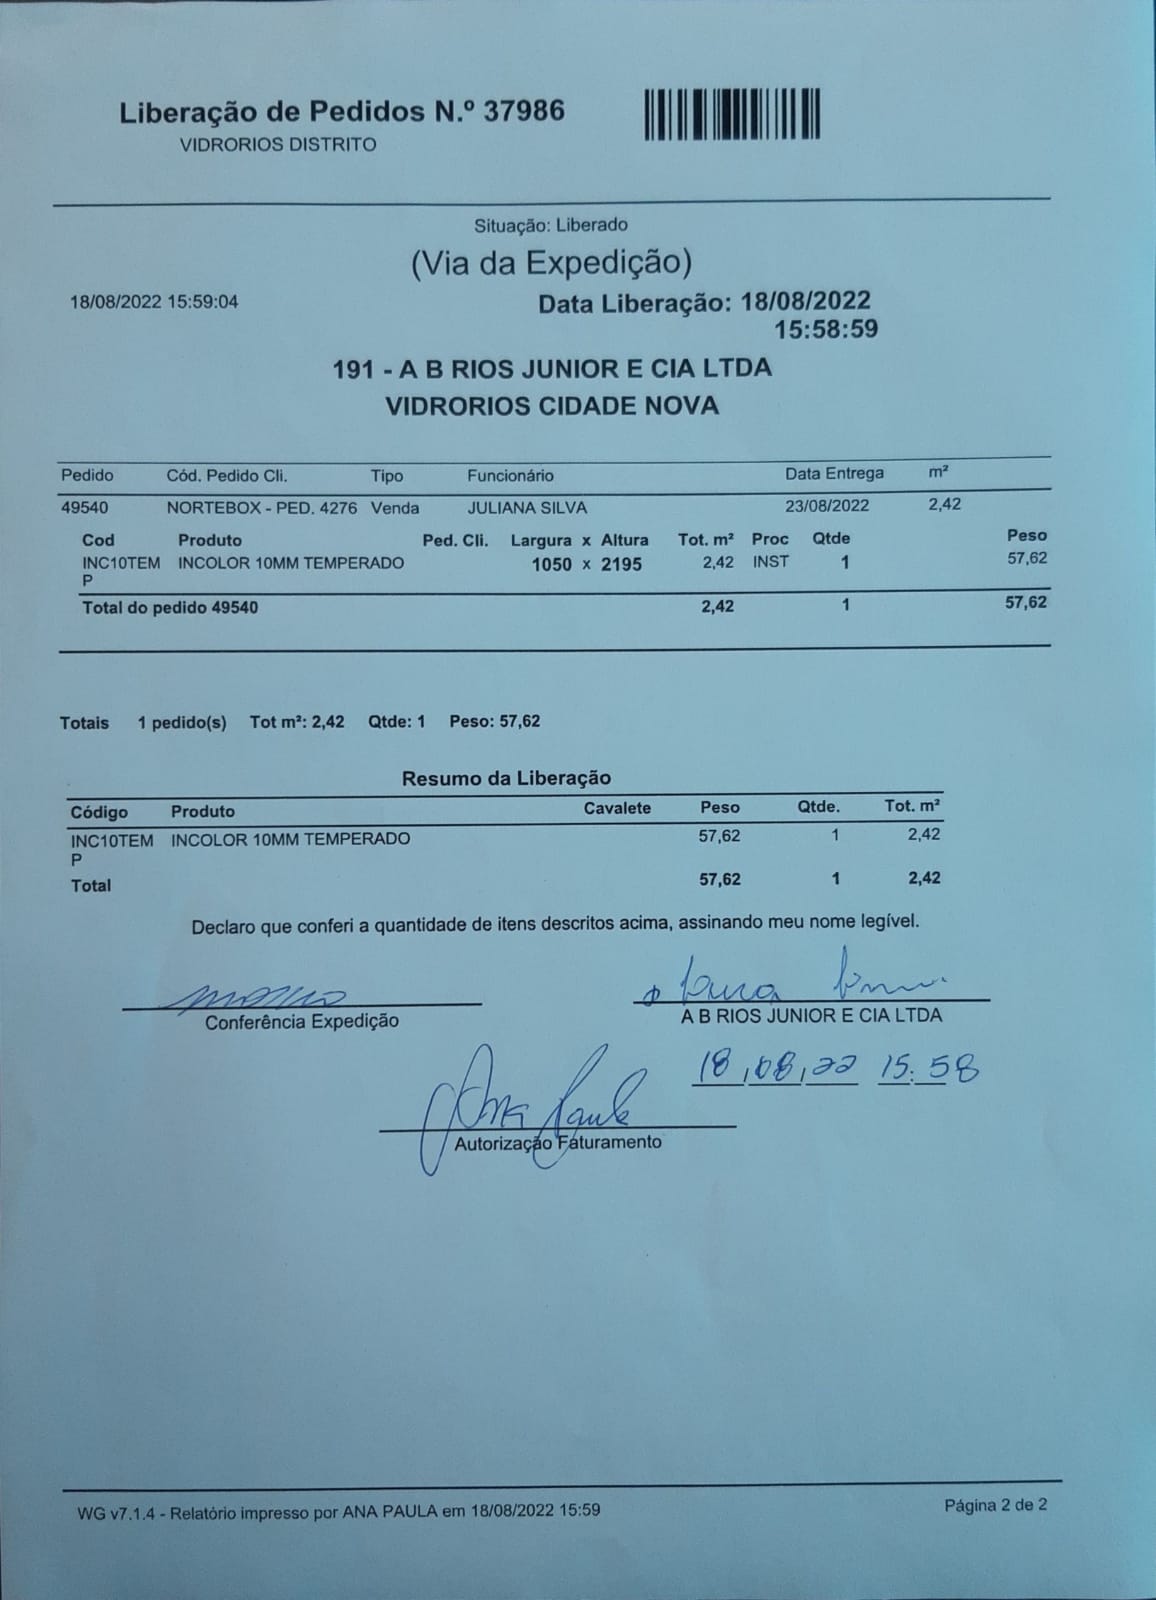 Liberação de Pedidos N.º 37986
VIDRORIOS DISTRITO
Situação: Liberado
(Via da Expedição)
18/08/2022 15:59:04
Data Liberação: 18/08/2022
15:58:59
191 - A B RIOS JUNIOR E CIA LTDA
VIDRORIOS CIDADE NOVA
Pedido Cód. Pedido Cli. Tipo Funcionário Data Entrega m²
49540 NORTEBOX - PED. 4276 Venda JULIANA SILVA 23/08/2022 2,42
Cod Produto Ped. Cli. Largura x Altura Tot. m² Proc Qtde Peso
INC10TEM INCOLOR 10MM TEMPERADO 1050 x 2195 2,42 INST 1 57,62
P
Total do pedido 49540 2,42 1 57,62
Totais 1 pedido(s) Tot m²: 2,42 Qtde: 1 Peso: 57,62
Resumo da Liberação
Código Produto Cavalete Peso Qtde. Tot. m²
INC10TEM INCOLOR 10MM TEMPERADO 57,62 1 2,42
P
Total 57,62 1 2,42
Declaro que conferi a quantidade de itens descritos acima, assinando meu nome legível.
Conferência Expedição
A B RIOS JUNIOR E CIA LTDA
18,08,22 15:58
Ana Paula
Autorização Faturamento
WG v7.1.4 - Relatório impresso por ANA PAULA em 18/08/2022 15:59
Página 2 de 2